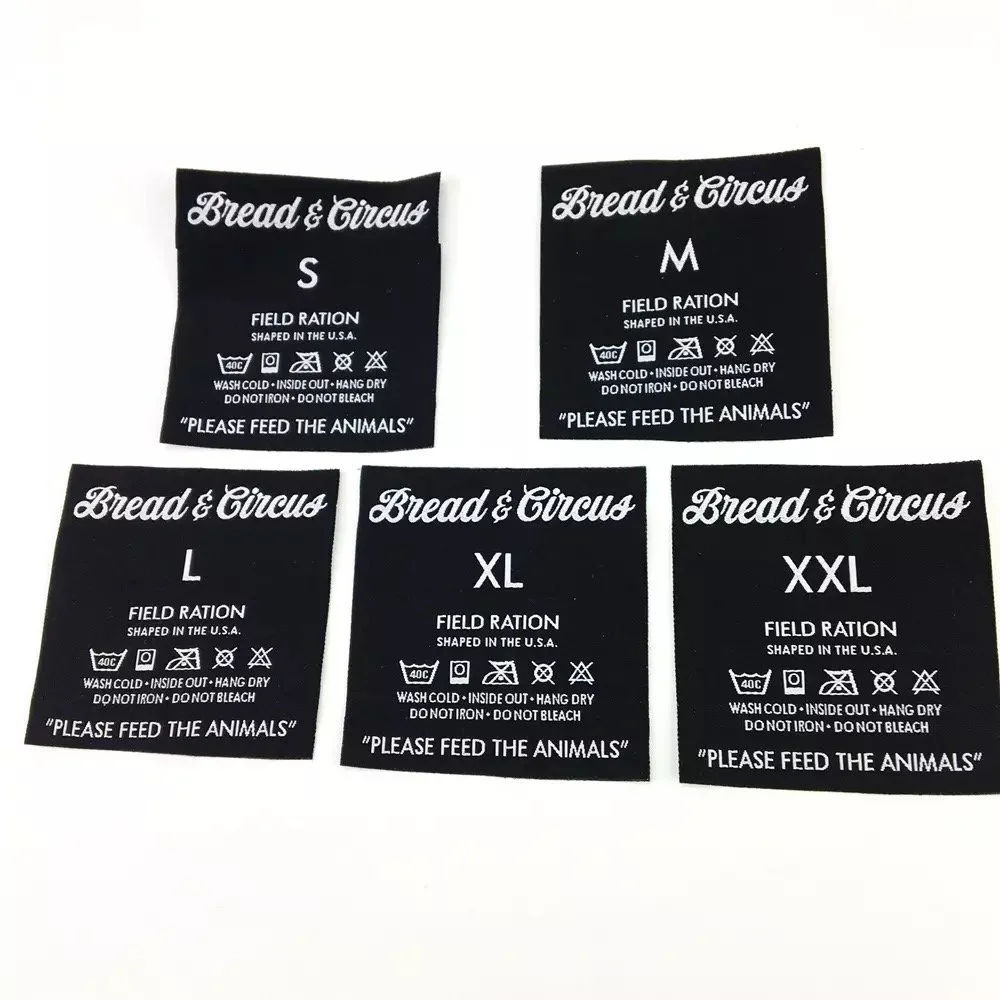 Bread & Circus
S
FIELD RATION
SHAPED IN THE U.S.A.
40C
WASH COLD • INSIDE OUT • HANG DRY
DO NOT IRON • DO NOT BLEACH
"PLEASE FEED THE ANIMALS"
Bread & Circus
M
FIELD RATION
SHAPED IN THE U.S.A.
40C
WASH COLD • INSIDE OUT • HANG DRY
DO NOT IRON • DO NOT BLEACH
"PLEASE FEED THE ANIMALS"
Bread & Circus
L
FIELD RATION
SHAPED IN THE U.S.A.
40C
WASH COLD • INSIDE OUT • HANG DRY
DO NOT IRON • DO NOT BLEACH
"PLEASE FEED THE ANIMALS"
Bread & Circus
XL
FIELD RATION
SHAPED IN THE U.S.A.
40C
WASH COLD • INSIDE OUT • HANG DRY
DO NOT IRON • DO NOT BLEACH
"PLEASE FEED THE ANIMALS"
Bread & Circus
XXL
FIELD RATION
SHAPED IN THE U.S.A.
40C
WASH COLD • INSIDE OUT • HANG DRY
DO NOT IRON • DO NOT BLEACH
"PLEASE FEED THE ANIMALS"